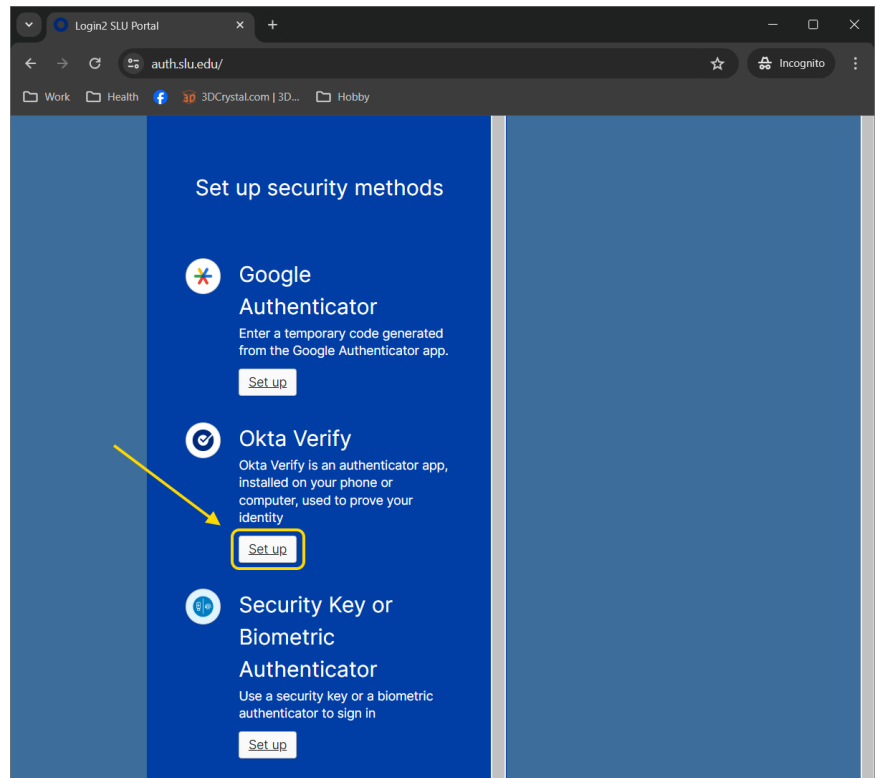 Login2 SLU Portal
auth.slu.edu/
Incognito
Work Health 3D 3DCrystal.com | 3D... Hobby
Set up security methods
Google
Authenticator
Enter a temporary code generated
from the Google Authenticator app.
Set up
Okta Verify
Okta Verify is an authenticator app,
installed on your phone or
computer, used to prove your
identity
Set up
Security Key or
Biometric
Authenticator
Use a security key or a biometric
authenticator to sign in
Set up